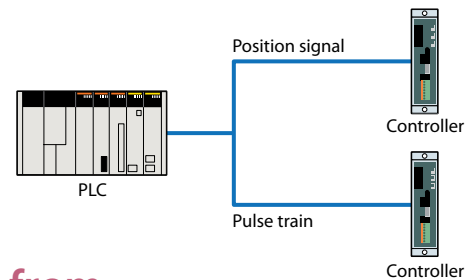 Position signal
Controller
PLC
Pulse train
from
Controller